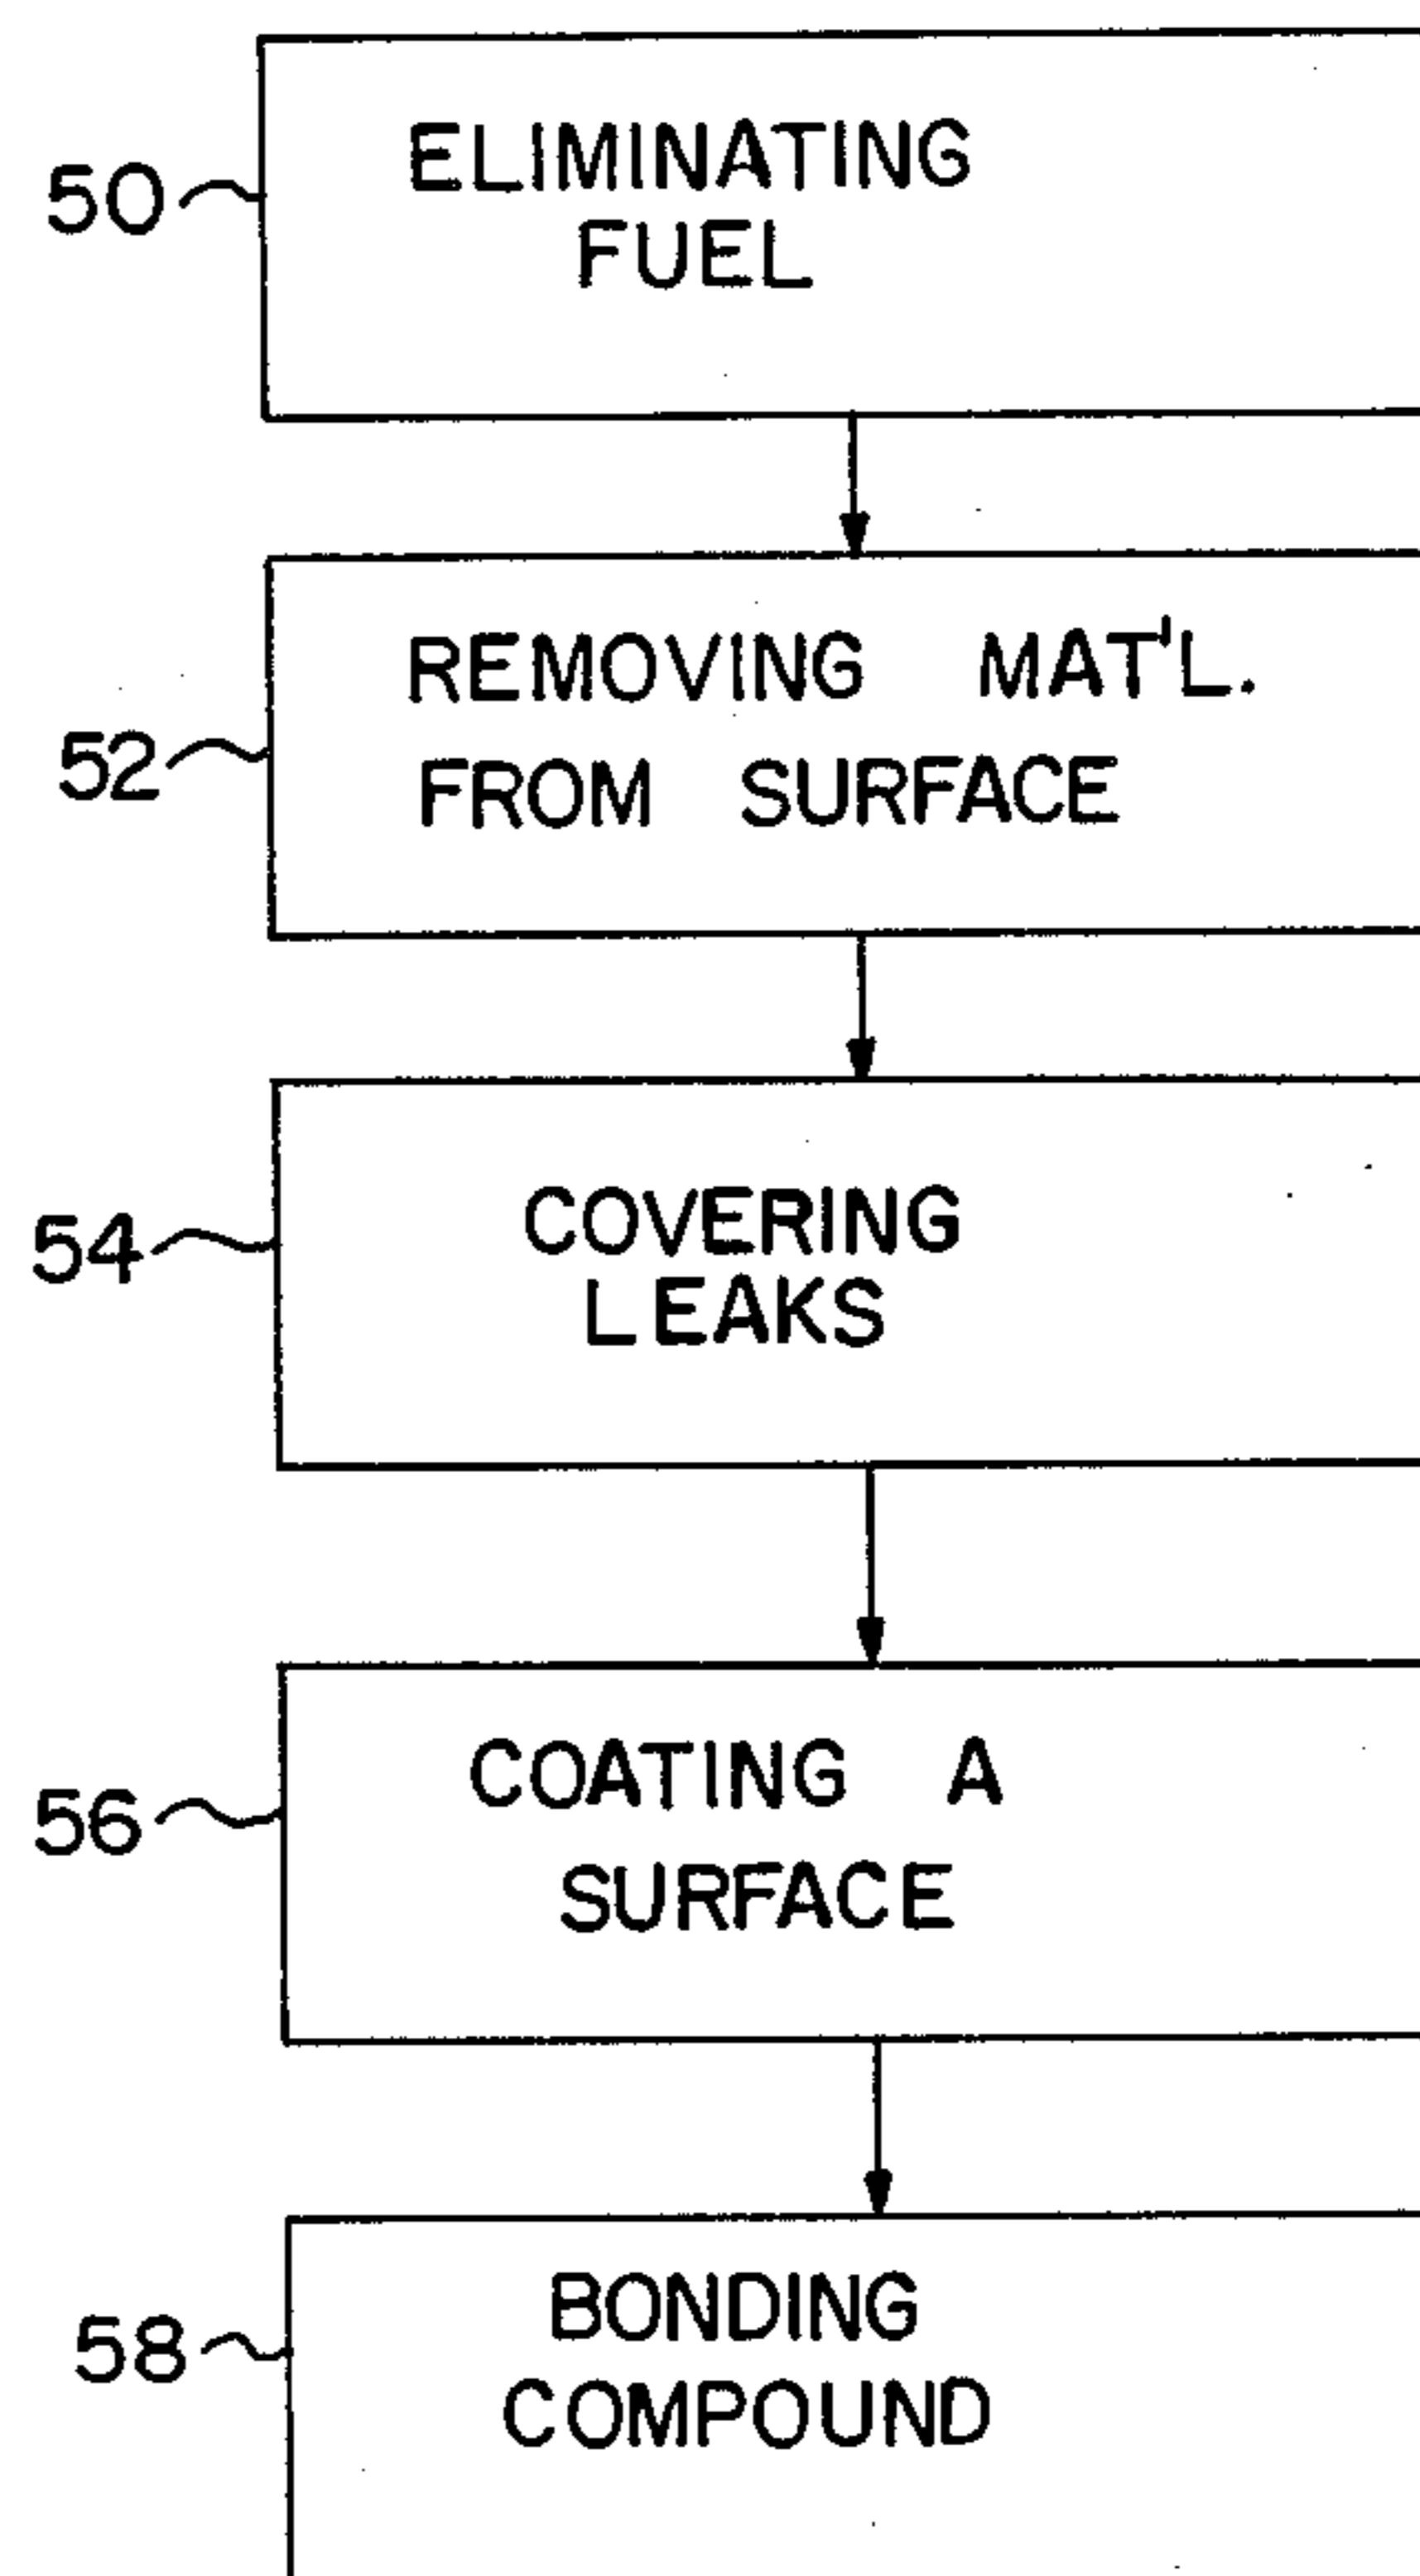 50
ELIMINATING
FUEL
52
REMOVING MAT'L.
FROM SURFACE
54
COVERING
LEAKS
56
COATING A
SURFACE
58
BONDING
COMPOUND